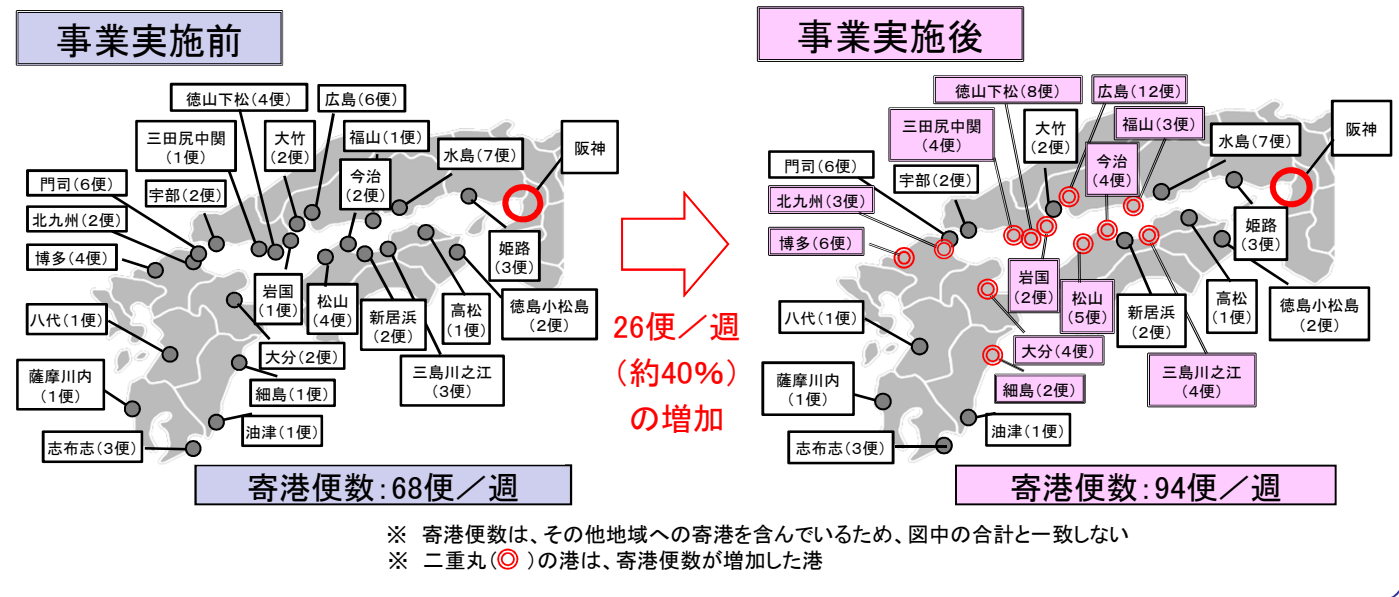 事業実施前
徳山下松(4便)
広島(6便)
三田尻中関
(1便)
大竹
(2便)
福山(1便)
水島(7便)
阪神
門司(6便)
宇部(2便)
今治
(2便)
北九州(2便)
博多(4便)
姫路
(3便)
岩国
(1便)
松山
(4便)
新居浜
(2便)
高松
(1便)
徳島小松島
(2便)
八代(1便)
大分(2便)
三島川之江
(3便)
薩摩川内
(1便)
細島(1便)
油津(1便)
志布志(3便)
寄港便数:68便/週
26便/週
(約40%)
の増加
事業実施後
徳山下松(8便)
広島(12便)
三田尻中関
(4便)
大竹
(2便)
福山(3便)
水島(7便)
阪神
門司(6便)
宇部(2便)
今治
(4便)
北九州(3便)
博多(6便)
姫路
(3便)
岩国
(2便)
松山
(5便)
新居浜
(2便)
高松
(1便)
徳島小松島
(2便)
八代(1便)
大分(4便)
三島川之江
(4便)
薩摩川内
(1便)
細島(2便)
油津(1便)
志布志(3便)
寄港便数:94便/週
※ 寄港便数は、その他地域への寄港を含んでいるため、図中の合計と一致しない
※ 二重丸(◎)の港は、寄港便数が増加した港